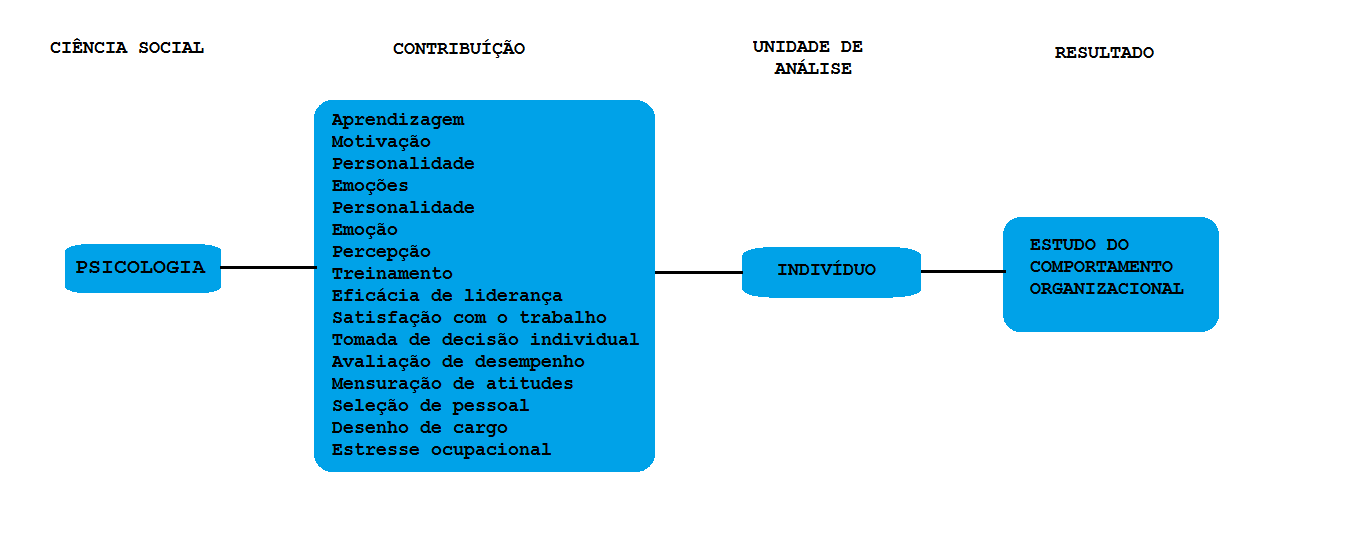 CIÊNCIA SOCIAL
CONTRIBUÍÇÃO
UNIDADE DE
ANÁLISE
RESULTADO
PSICOLOGIA
Aprendizagem
Motivação
Personalidade
Emoções
Personalidade
Emoção
Percepção
Treinamento
Eficácia de liderança
Satisfação com o trabalho
Tomada de decisão individual
Avaliação de desempenho
Mensuração de atitudes
Seleção de pessoal
Desenho de cargo
Estresse ocupacional
INDIVÍDUO
ESTUDO DO
COMPORTAMENTO
ORGANIZACIONAL